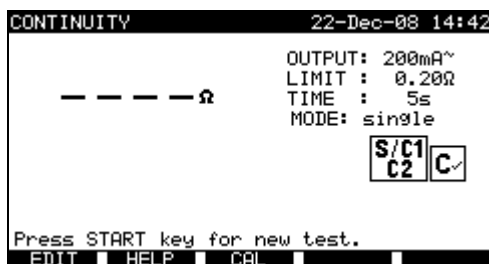 CONTINUITY 22-Dec-08 14:42
OUTPUT: 200mA~
LIMIT : 0.20Ω
TIME : 5s
MODE: single
— — — — Ω
S/C1
C2
C✓
Press START key for new test.
EDIT HELP CAL